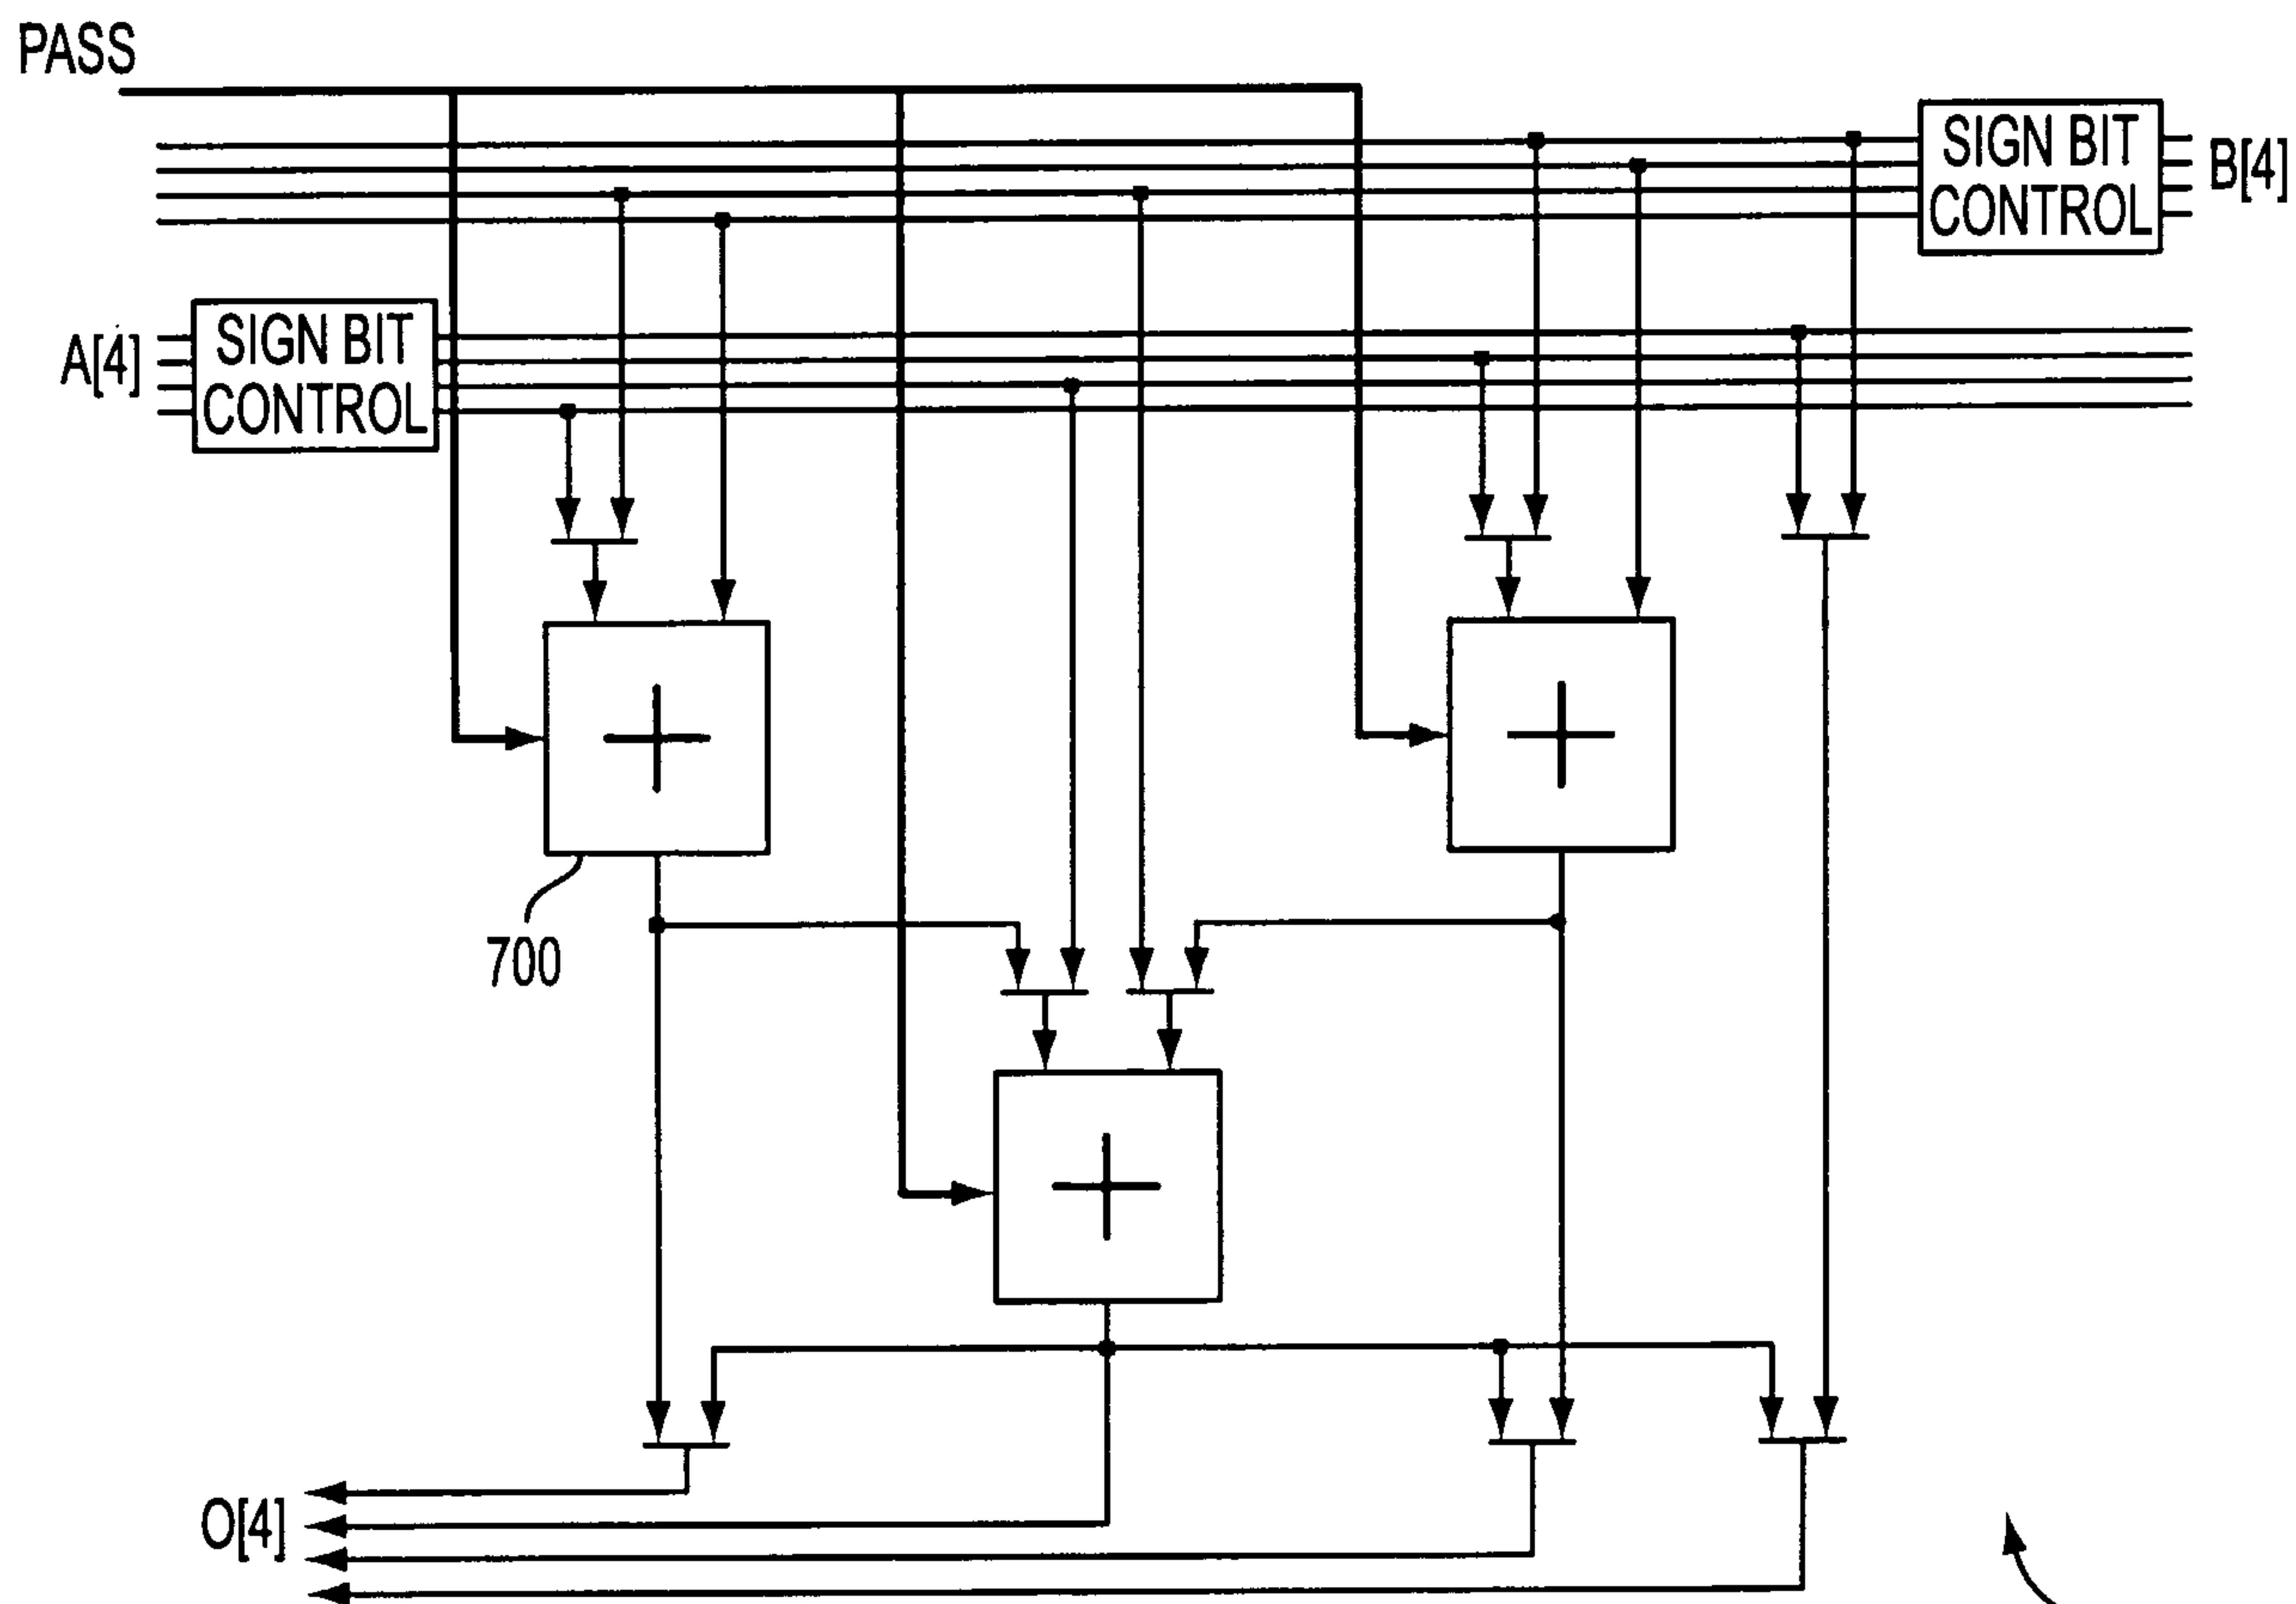 PASS
SIGN BIT
CONTROL
B[4]
A[4]
SIGN BIT
CONTROL
700
O[4]